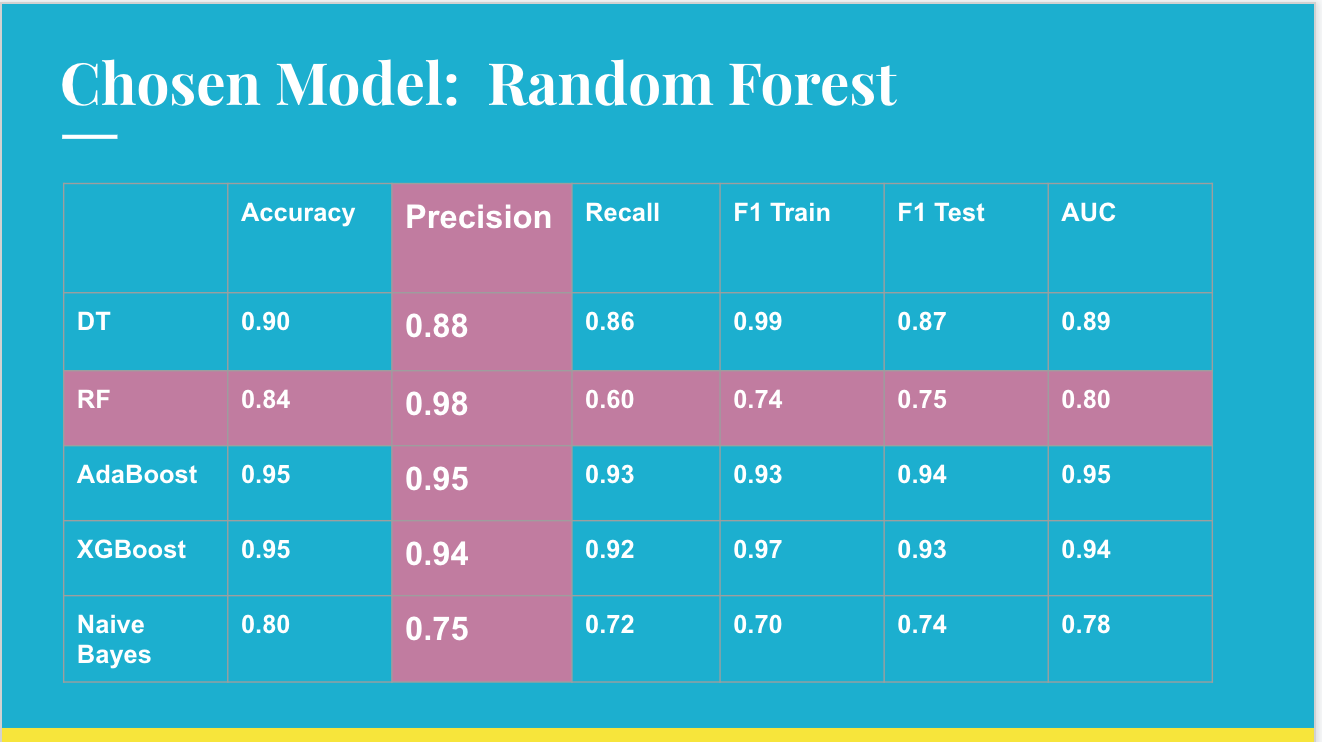 Chosen Model: Random Forest
Accuracy Precision Recall F1 Train F1 Test AUC
DT 0.90 0.88 0.86 0.99 0.87 0.89
RF 0.84 0.98 0.60 0.74 0.75 0.80
AdaBoost 0.95 0.95 0.93 0.93 0.94 0.95
XGBoost 0.95 0.94 0.92 0.97 0.93 0.94
Naive 0.80 0.75 0.72 0.70 0.74 0.78
Bayes